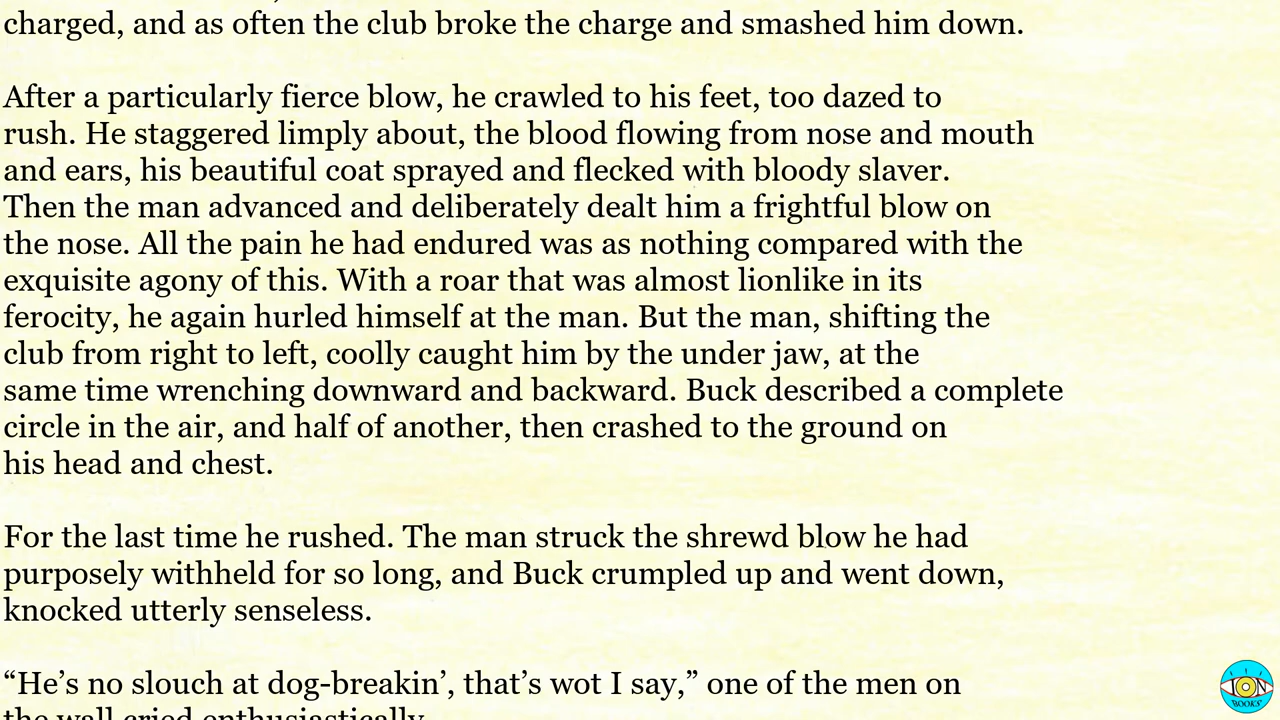 charged, and as often the club broke the charge and smashed him down.
After a particularly fierce blow, he crawled to his feet, too dazed to
rush. He staggered limply about, the blood flowing from nose and mouth
and ears, his beautiful coat sprayed and flecked with bloody slaver.
Then the man advanced and deliberately dealt him a frightful blow on
the nose. All the pain he had endured was as nothing compared with the
exquisite agony of this. With a roar that was almost lionlike in its
ferocity, he again hurled himself at the man. But the man, shifting the
club from right to left, coolly caught him by the under jaw, at the
same time wrenching downward and backward. Buck described a complete
circle in the air, and half of another, then crashed to the ground on
his head and chest.
For the last time he rushed. The man struck the shrewd blow he had
purposely withheld for so long, and Buck crumpled up and went down,
knocked utterly senseless.
“He’s no slouch at dog-breakin’, that’s wot I say,” one of the men on
the wall cried enthusiastically.
ION
BOOKS